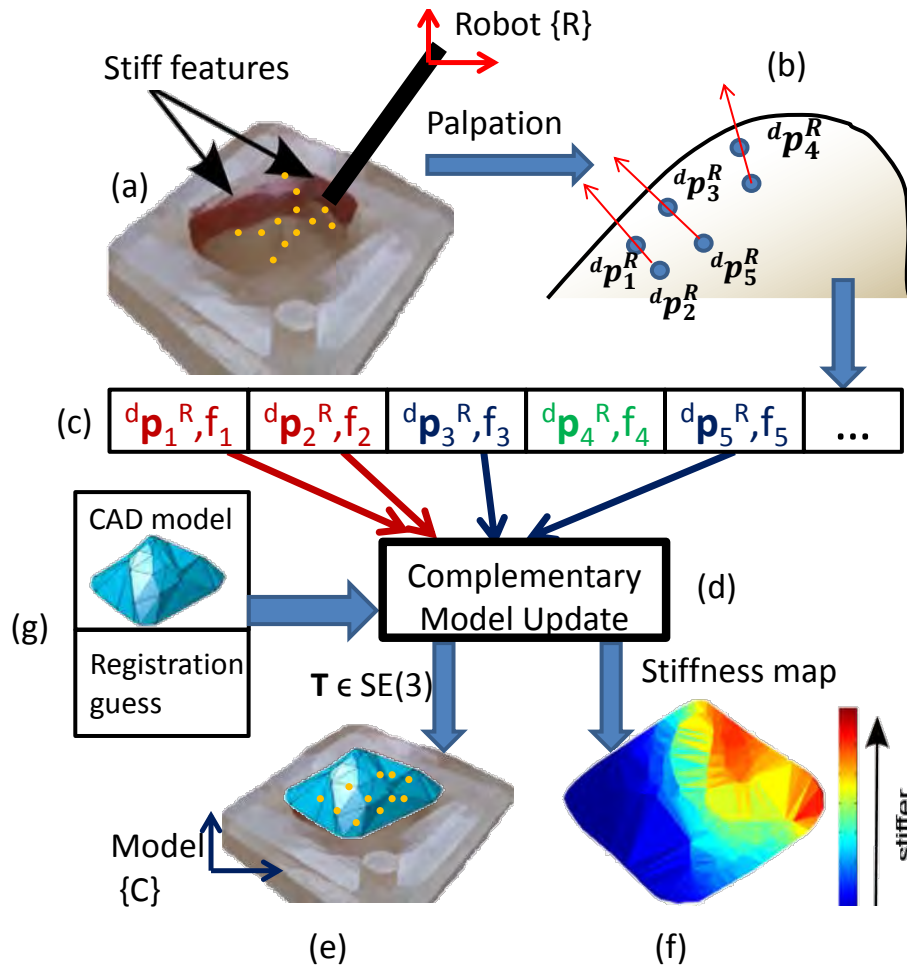 Robot {R}
Stiff features
(b)
Palpation
ᵈp₄ᴿ
(a)
ᵈp₃ᴿ
ᵈp₁ᴿ
ᵈp₅ᴿ
ᵈp₂ᴿ
(c)
ᵈp₁ᴿ,f₁ ᵈp₂ᴿ,f₂ ᵈp₃ᴿ,f₃ ᵈp₄ᴿ,f₄ ᵈp₅ᴿ,f₅ ...
CAD model
(g)
Registration
guess
Complementary
Model Update
(d)
T ϵ SE(3)
Stiffness map
stiffer
Model
{C}
(e)
(f)